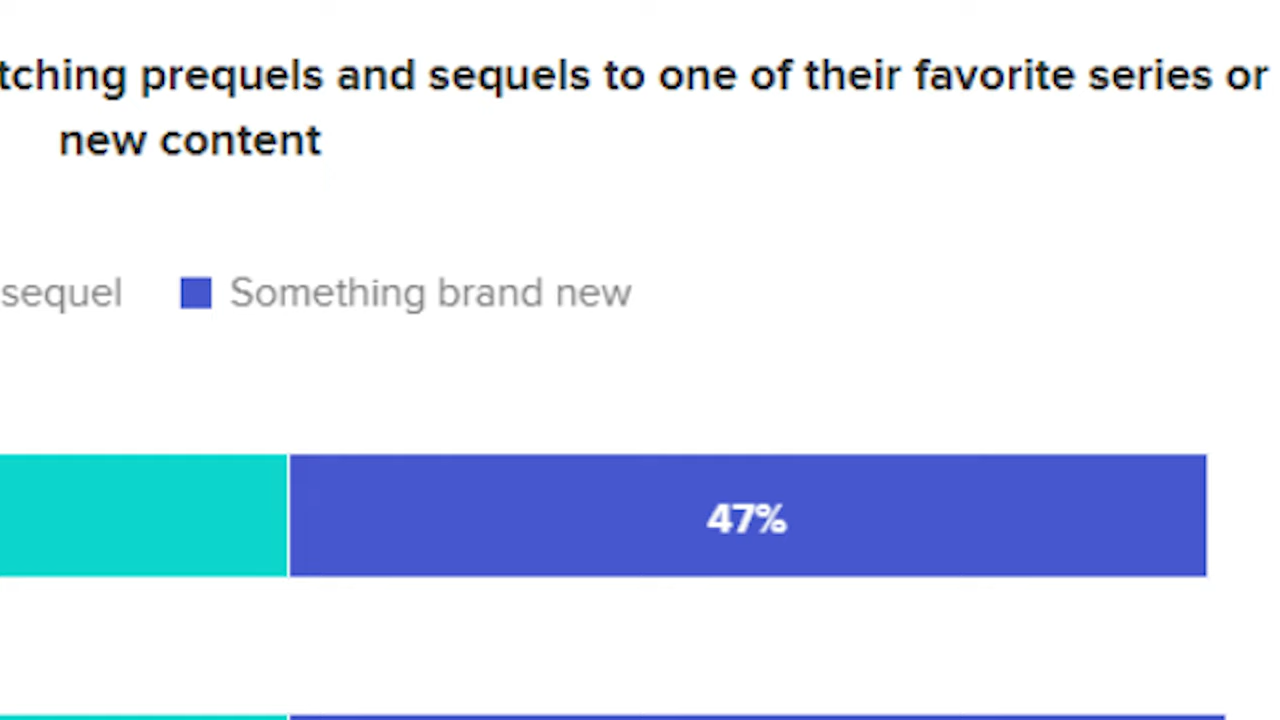 tching prequels and sequels to one of their favorite series or
new content
sequel
Something brand new
47%